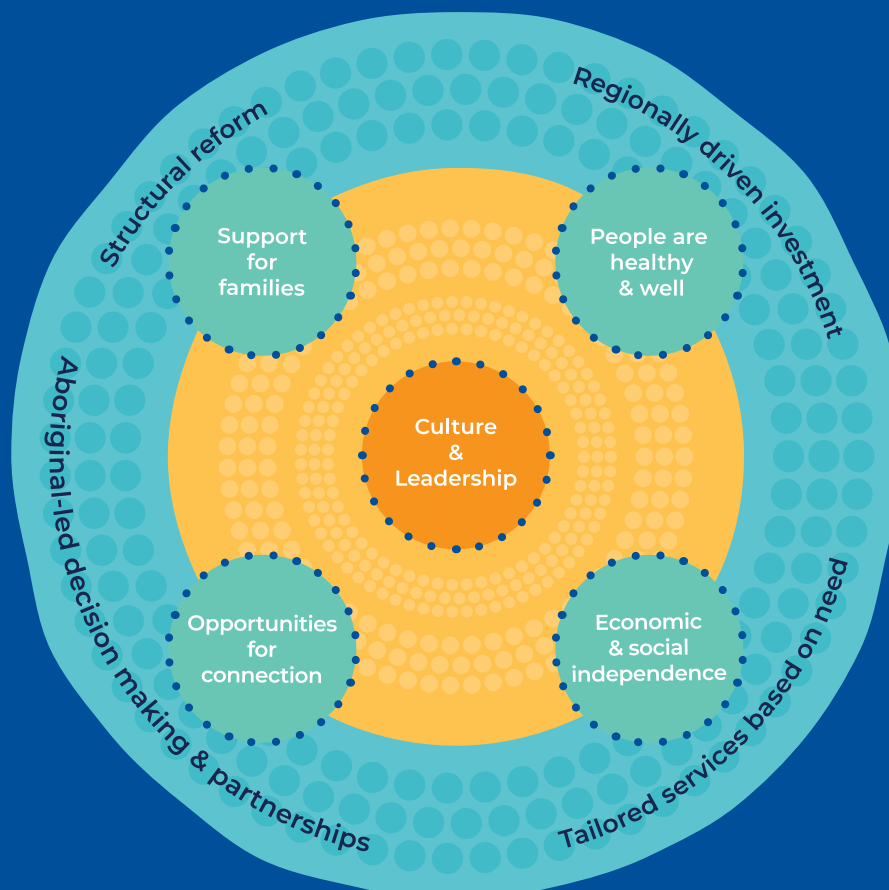 Structural reform
Regionally driven investment
Support
for
families
People are
healthy
& well
Culture
&
Leadership
Opportunities
for
connection
Economic
& social
independence
Aboriginal-led decision making & partnerships
Tailored services based on need